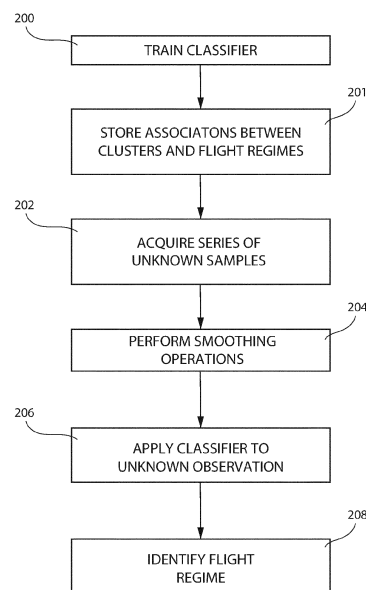 200
TRAIN CLASSIFIER
201
STORE ASSOCIATONS BETWEEN
CLUSTERS AND FLIGHT REGIMES
202
ACQUIRE SERIES OF
UNKNOWN SAMPLES
204
PERFORM SMOOTHING
OPERATIONS
206
APPLY CLASSIFIER TO
UNKNOWN OBSERVATION
208
IDENTIFY FLIGHT
REGIME